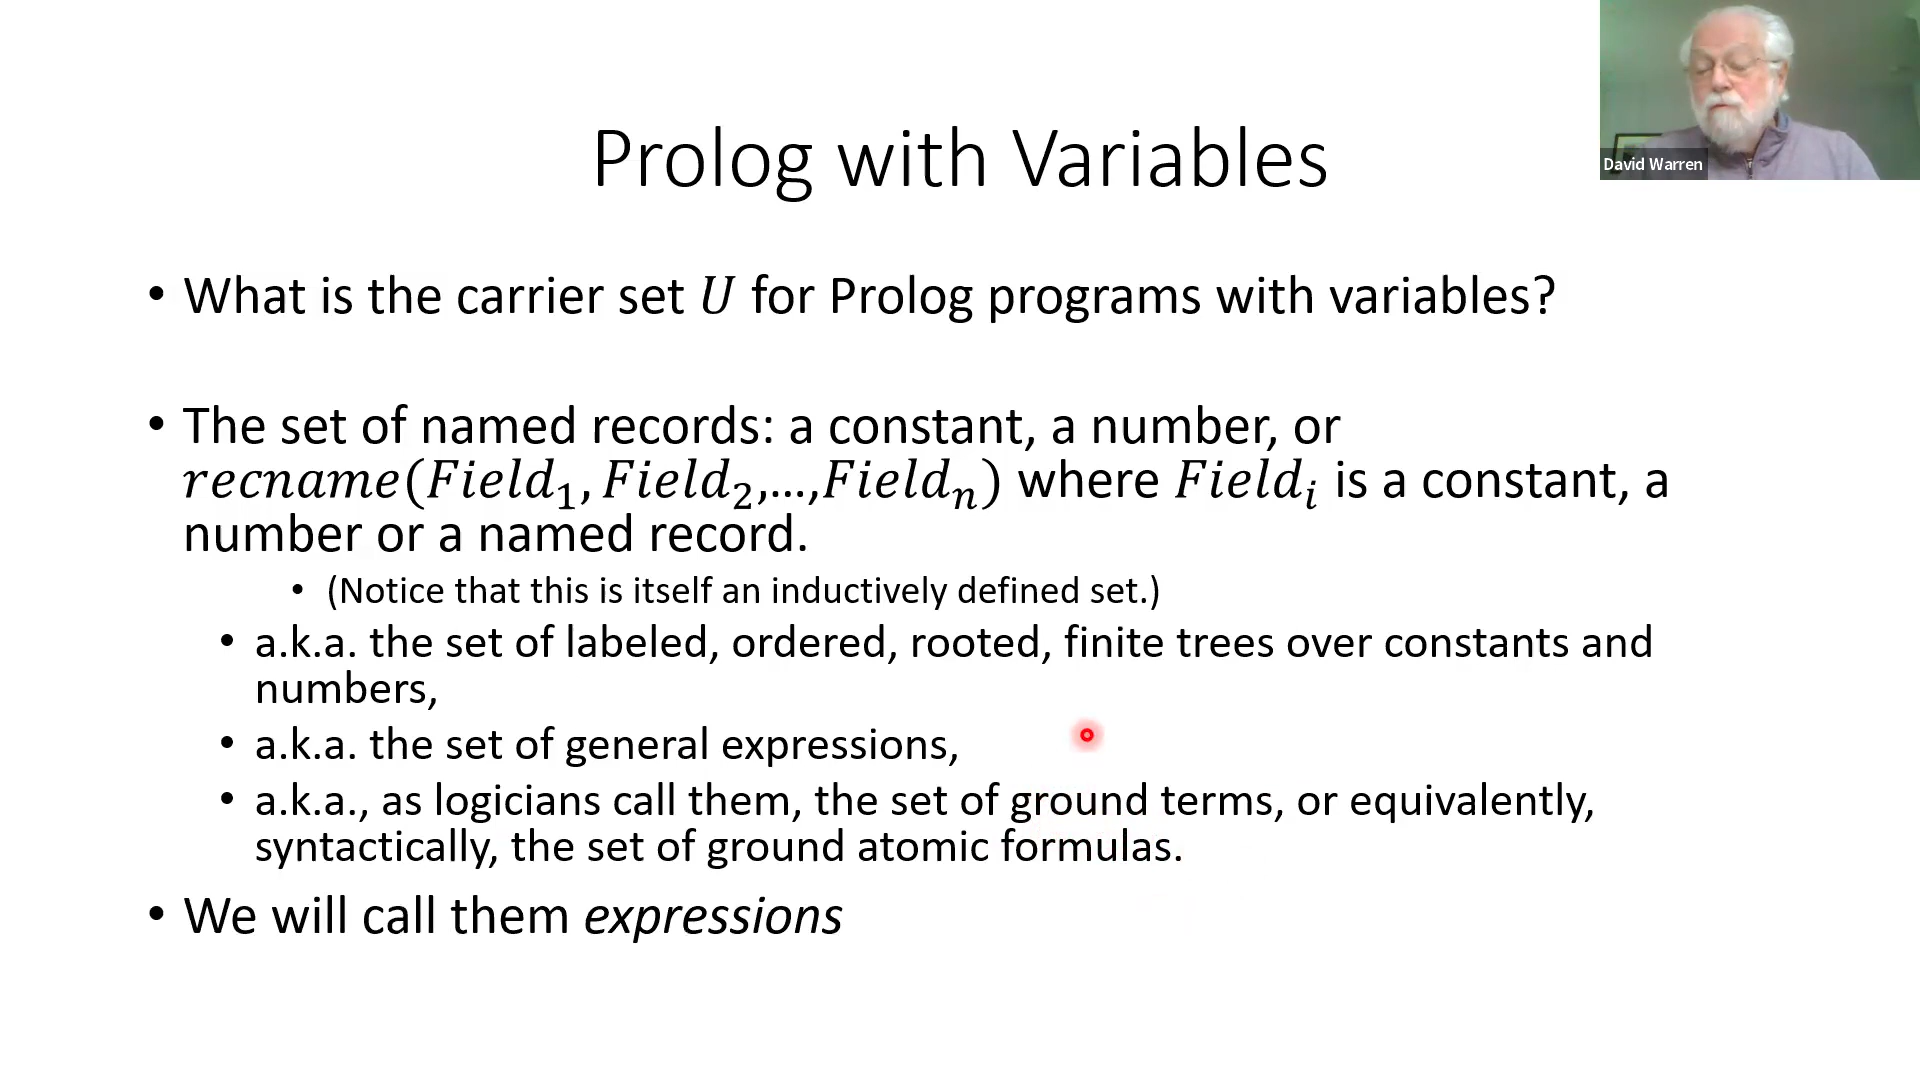 David Warren
Prolog with Variables
• What is the carrier set 𝑈 for Prolog programs with variables?
• The set of named records: a constant, a number, or
𝑟𝑒𝑐𝑛𝑎𝑚𝑒(𝐹𝑖𝑒𝑙𝑑₁, 𝐹𝑖𝑒𝑙𝑑₂,…,𝐹𝑖𝑒𝑙𝑑ₙ) where 𝐹𝑖𝑒𝑙𝑑ᵢ is a constant, a
number or a named record.
• (Notice that this is itself an inductively defined set.)
• a.k.a. the set of labeled, ordered, rooted, finite trees over constants and
numbers,
• a.k.a. the set of general expressions,
• a.k.a., as logicians call them, the set of ground terms, or equivalently,
syntactically, the set of ground atomic formulas.
• We will call them expressions